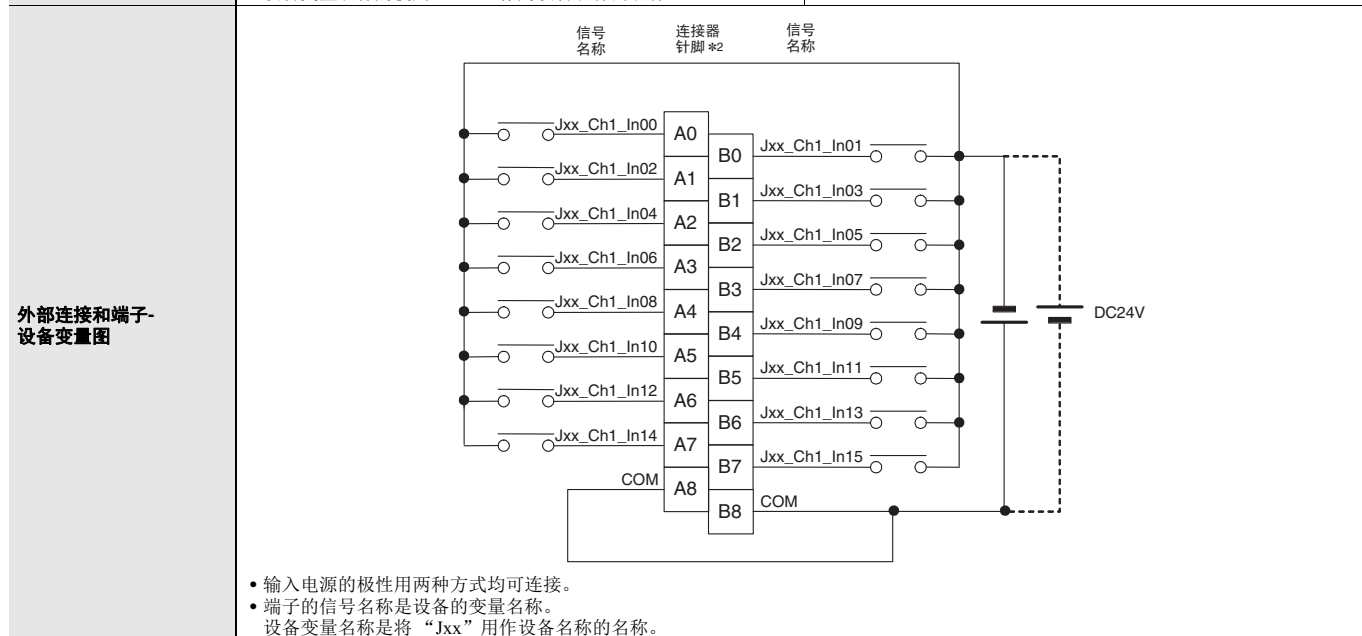 信号
名称
连接器
针脚 *2
信号
名称
Jxx_Ch1_In00
A0
B0
Jxx_Ch1_In01
Jxx_Ch1_In02
A1
B1
Jxx_Ch1_In03
Jxx_Ch1_In04
A2
B2
Jxx_Ch1_In05
Jxx_Ch1_In06
A3
B3
Jxx_Ch1_In07
Jxx_Ch1_In08
A4
B4
Jxx_Ch1_In09
Jxx_Ch1_In10
A5
B5
Jxx_Ch1_In11
Jxx_Ch1_In12
A6
B6
Jxx_Ch1_In13
Jxx_Ch1_In14
A7
B7
Jxx_Ch1_In15
COM
A8
B8
COM
DC24V
外部连接和端子-
设备变量图
• 输入电源的极性用两种方式均可连接。
• 端子的信号名称是设备的变量名称。
设备变量名称是将 “Jxx”用作设备名称的名称。